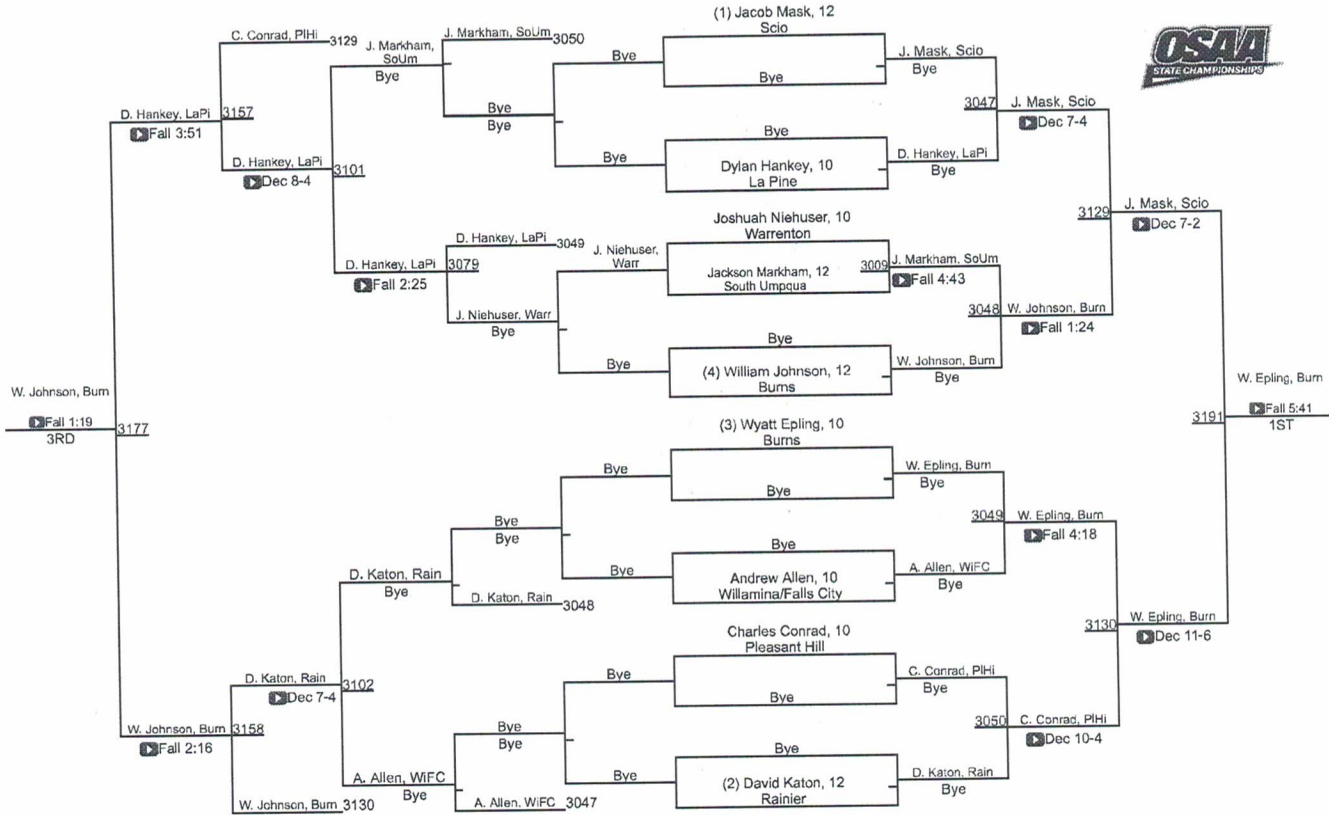 OSAA
STATE CHAMPIONSHIPS
C. Conrad, PlHi
3129
D. Hankey, LaPi
3157
Fall 3:51
D. Hankey, LaPi
3101
Dec 8-4
J. Markham,
SoUm
Bye
J. Markham, SoUm
3050
Bye
Bye
D. Hankey, LaPi
3079
Fall 2:25
D. Hankey, LaPi
3049
J. Niehuser, Warr
Bye
Bye
Bye
J. Niehuser,
Warr
Bye
(1) Jacob Mask, 12
Scio
Bye
Bye
Dylan Hankey, 10
La Pine
Joshuah Niehuser, 10
Warrenton
Jackson Markham, 12
South Umpqua
3009
Bye
(4) William Johnson, 12
Burns
J. Mask, Scio
Bye
D. Hankey, LaPi
Bye
J. Markham, SoUm
Fall 4:43
W. Johnson, Burn
Bye
3047
J. Mask, Scio
Dec 7-4
3048
W. Johnson, Burn
Fall 1:24
3129
J. Mask, Scio
Dec 7-2
W. Johnson, Burn
Fall 1:19
3RD
3177
W. Epling, Burn
3191
Fall 5:41
1ST
(3) Wyatt Epling, 10
Burns
Bye
Bye
Andrew Allen, 10
Willamina/Falls City
Charles Conrad, 10
Pleasant Hill
Bye
Bye
(2) David Katon, 12
Rainier
Bye
Bye
Bye
Bye
Bye
Bye
D. Katon, Rain
3048
D. Katon, Rain
Bye
D. Katon, Rain
3102
Dec 7-4
Bye
Bye
A. Allen, WiFC
Bye
A. Allen, WiFC
3047
W. Johnson, Burn
3158
Fall 2:16
W. Johnson, Burn
3130
W. Epling, Burn
Bye
A. Allen, WiFC
Bye
3049
W. Epling, Burn
Fall 4:18
C. Conrad, PlHi
Bye
D. Katon, Rain
Bye
3050
C. Conrad, PlHi
Dec 10-4
3130
W. Epling, Burn
Dec 11-6